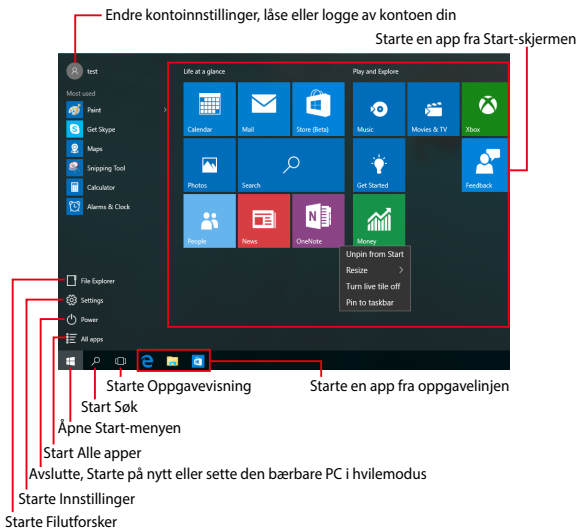 Endre kontoinnstillinger, låse eller logge av kontoen din
Starte en app fra Start-skjermen
test
Life at a glance
Play and Explore
Most used
Paint
Get Skype
Maps
Snipping Tool
Calculator
Alarms & Clock
Calendar
Mail
Store (Beta)
Music
Movies & TV
Xbox
Photos
Search
Get Started
Feedback
People
News
OneNote
Money
Unpin from Start
Resize
Turn live tile off
Pin to taskbar
File Explorer
Settings
Power
All apps
Starte Oppgavevisning
Starte en app fra oppgavelinjen
Start Søk
Åpne Start-menyen
Start Alle apper
Avslutte, Starte på nytt eller sette den bærbare PC i hvilemodus
Starte Innstillinger
Starte Filutforsker